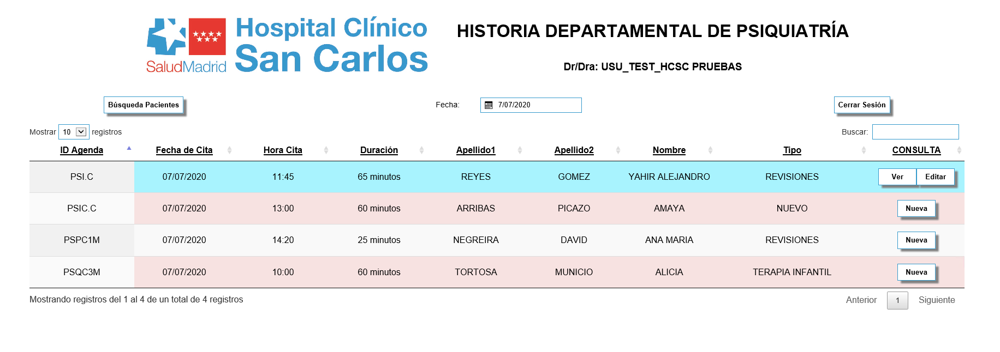 Hospital Clínico
San Carlos
SaludMadrid
HISTORIA DEPARTAMENTAL DE PSIQUIATRÍA
Dr/Dra: USU_TEST_HCSC PRUEBAS
Búsqueda Pacientes Fecha: 7/07/2020 Cerrar Sesión
Mostrar 10 registros Buscar:
ID Agenda Fecha de Cita Hora Cita Duración Apellido1 Apellido2 Nombre Tipo CONSULTA
PSI.C 07/07/2020 11:45 65 minutos REYES GOMEZ YAHIR ALEJANDRO REVISIONES Ver Editar
PSIC.C 07/07/2020 13:00 60 minutos ARRIBAS PICAZO AMAYA NUEVO Nueva
PSPC1M 07/07/2020 14:20 25 minutos NEGREIRA DAVID ANA MARIA REVISIONES Nueva
PSQC3M 07/07/2020 10:00 60 minutos TORTOSA MUNICIO ALICIA TERAPIA INFANTIL Nueva
Mostrando registros del 1 al 4 de un total de 4 registros Anterior 1 Siguiente